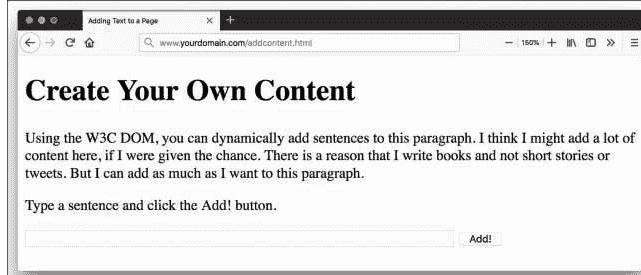 Adding Text to a Page
www.yourdomain.com/addcontent.html
150%
Create Your Own Content
Using the W3C DOM, you can dynamically add sentences to this paragraph. I think I might add a lot of
content here, if I were given the chance. There is a reason that I write books and not short stories or
tweets. But I can add as much as I want to this paragraph.
Type a sentence and click the Add! button.
Add!